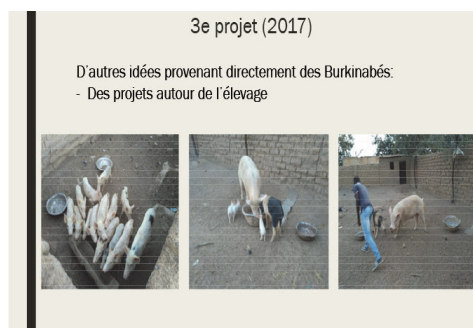 3e projet (2017)
D'autres idées provenant directement des Burkinabés:
- Des projets autour de l'élevage